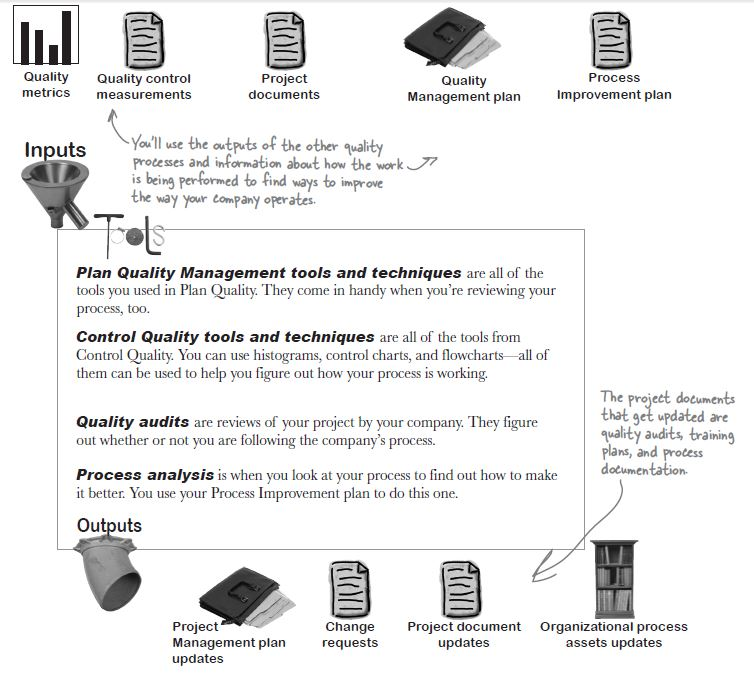 Quality
metrics
Quality control
measurements
Project
documents
Quality
Management plan
Process
Improvement plan
Inputs
You'll use the outputs of the other quality
processes and information about how the work
is being performed to find ways to improve
the way your company operates.
Tools
Plan Quality Management tools and techniques are all of the
tools you used in Plan Quality. They come in handy when you're reviewing your
process, too.
Control Quality tools and techniques are all of the tools from
Control Quality. You can use histograms, control charts, and flowcharts—all of
them can be used to help you figure out how your process is working.
Quality audits are reviews of your project by your company. They figure
out whether or not you are following the company's process.
Process analysis is when you look at your process to find out how to make
it better. You use your Process Improvement plan to do this one.
The project documents
that get updated are
quality audits, training
plans, and process
documentation.
Outputs
Project
Management plan
updates
Change
requests
Project document
updates
Organizational process
assets updates